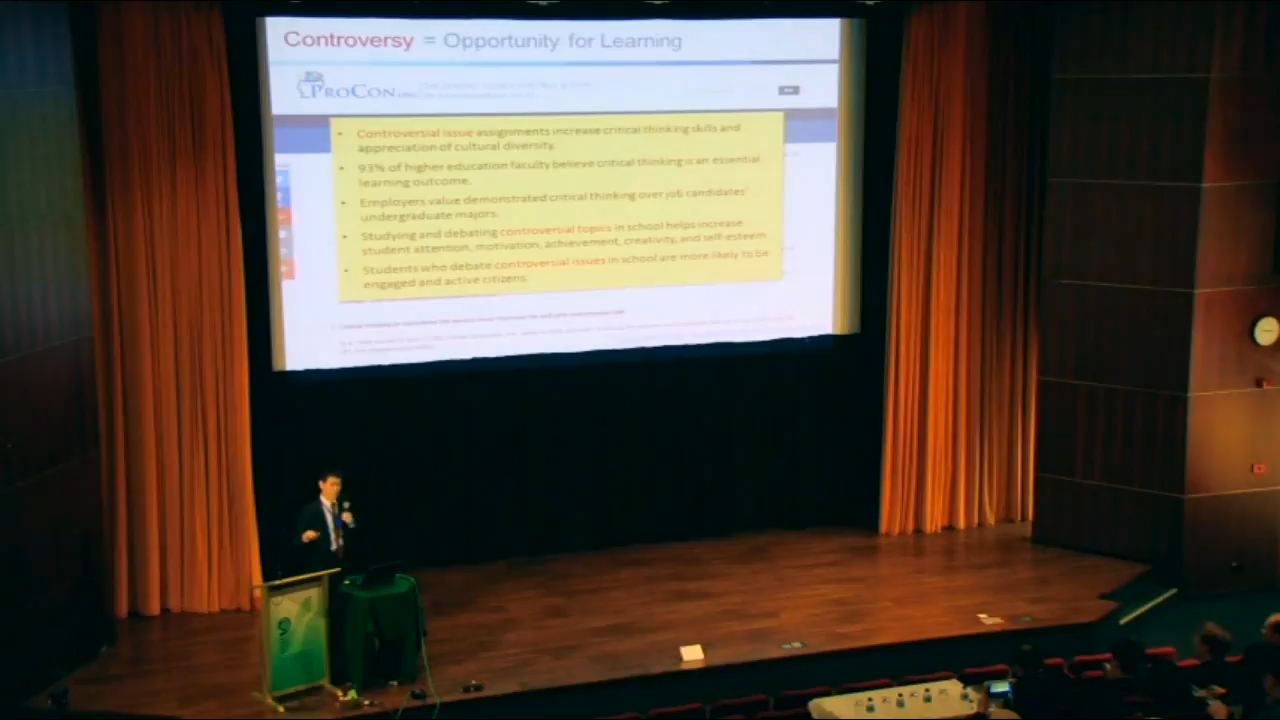 Controversy = Opportunity for Learning
PROCON
• Controversial issue assignments increase critical thinking skills and
appreciation of cultural diversity.
• 93% of higher education faculty believe critical thinking is an essential
learning outcome.
• Employers value demonstrated critical thinking over job candidates'
undergraduate majors.
• Studying and debating controversial topics in school helps increase
student attention, motivation, achievement, creativity, and self-esteem.
• Students who debate controversial issues in school are more likely to be
engaged and active citizens.